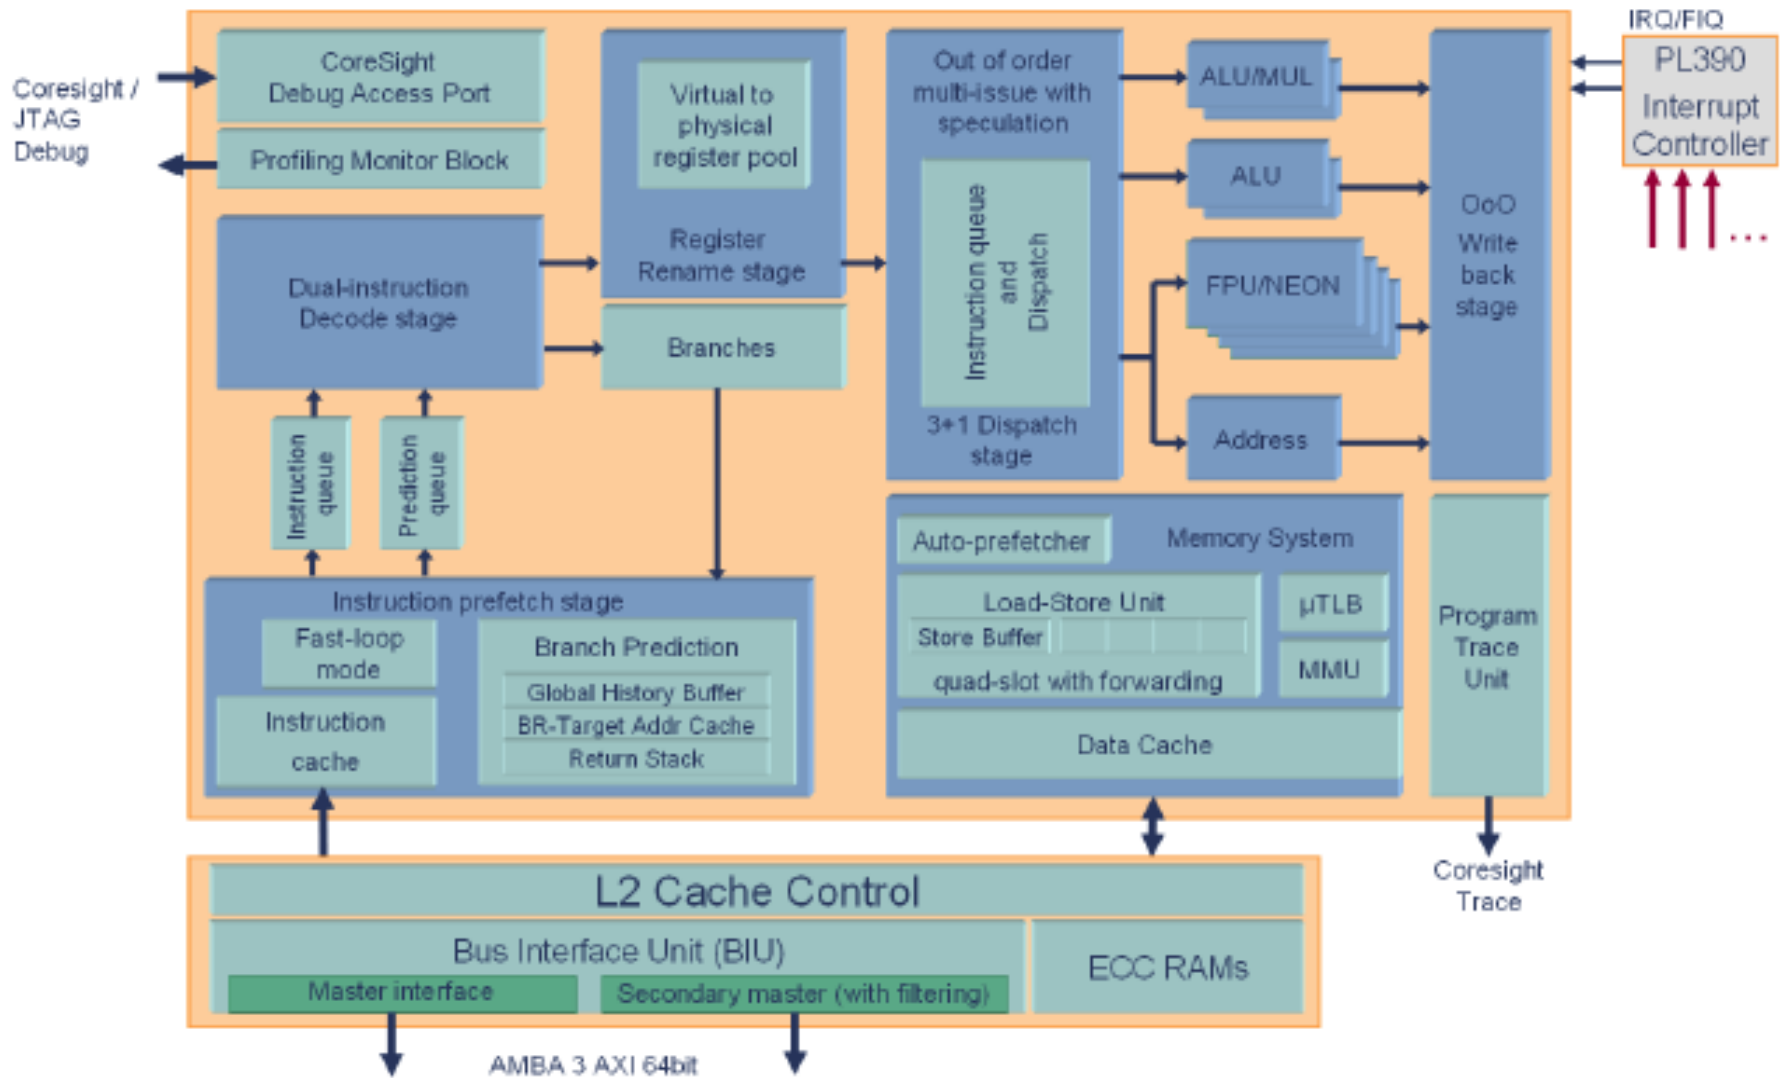 Coresight /
JTAG
Debug
CoreSight
Debug Access Port
Profiling Monitor Block
Dual-instruction
Decode stage
Virtual to
physical
register pool
Register
Rename stage
Branches
Out of order
multi-issue with
speculation
Instruction queue
and
Dispatch
3+1 Dispatch
stage
ALU/MUL
ALU
FPU/NEON
Address
OoO
Write
back
stage
IRQ/FIQ
PL390
Interrupt
Controller
...
Instruction
queue
Prediction
queue
Instruction prefetch stage
Fast-loop
mode
Instruction
cache
Branch Prediction
Global History Buffer
BR-Target Addr Cache
Return Stack
Auto-prefetcher
Memory System
Load-Store Unit
Store Buffer
quad-slot with forwarding
µTLB
MMU
Data Cache
Program
Trace
Unit
Coresight
Trace
L2 Cache Control
Bus Interface Unit (BIU)
Master interface
Secondary master (with filtering)
ECC RAMs
AMBA 3 AXI 64bit